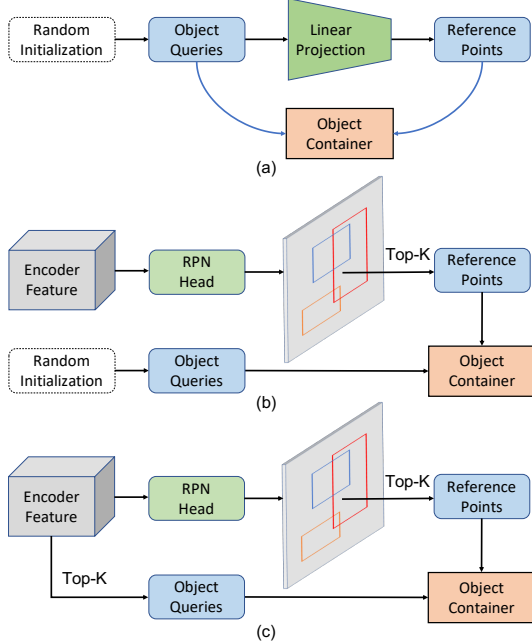 Random
Initialization
Object
Queries
Linear
Projection
Reference
Points
Object
Container
(a)
Encoder
Feature
RPN
Head
Top-K
Reference
Points
Random
Initialization
Object
Queries
Object
Container
(b)
Encoder
Feature
RPN
Head
Top-K
Reference
Points
Top-K
Object
Queries
Object
Container
(c)